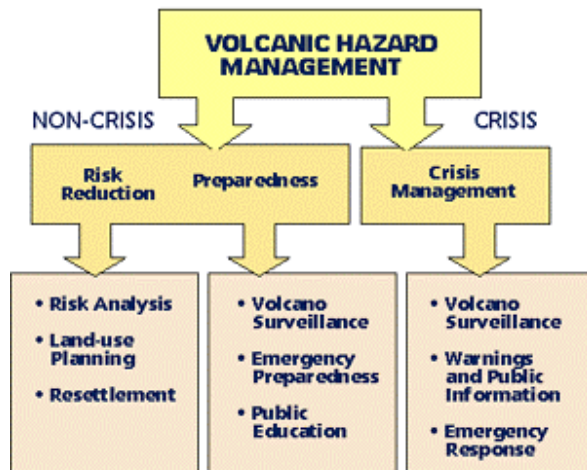 VOLCANIC HAZARD
MANAGEMENT
NON-CRISIS
CRISIS
Risk
Reduction
Preparedness
Crisis
Management
• Risk Analysis
• Land-use
Planning
• Resettlement
• Volcano
Surveillance
• Emergency
Preparedness
• Public
Education
• Volcano
Surveillance
• Warnings
and Public
Information
• Emergency
Response